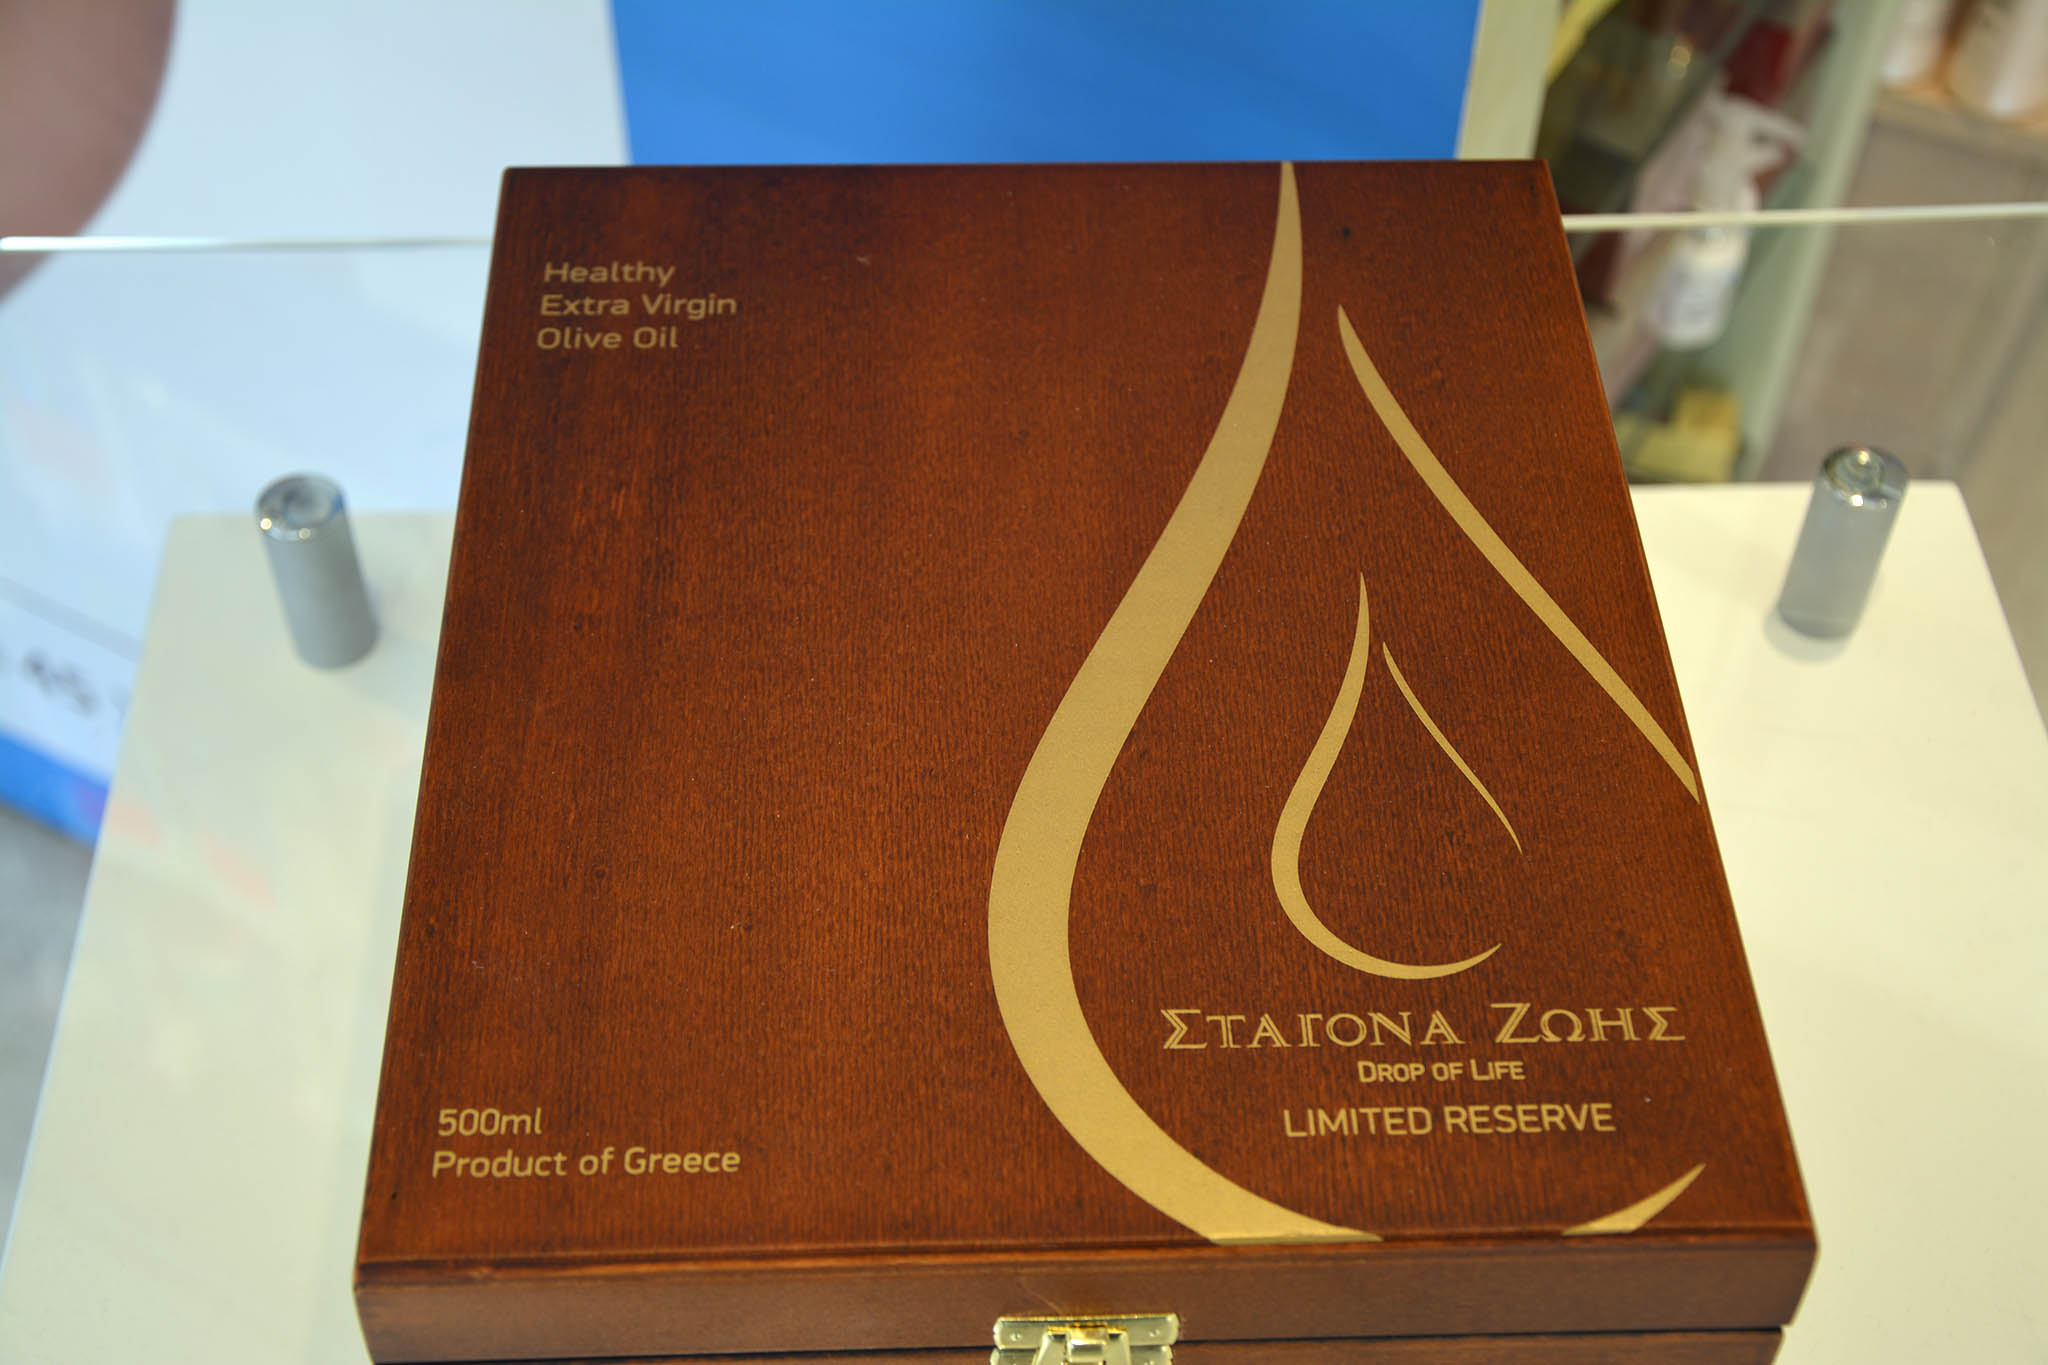 Healthy
Extra Virgin
Olive Oil
ΣΤΑΓΟΝΑ ΖΩΗΣ
DROP OF LIFE
LIMITED RESERVE
500ml
Product of Greece